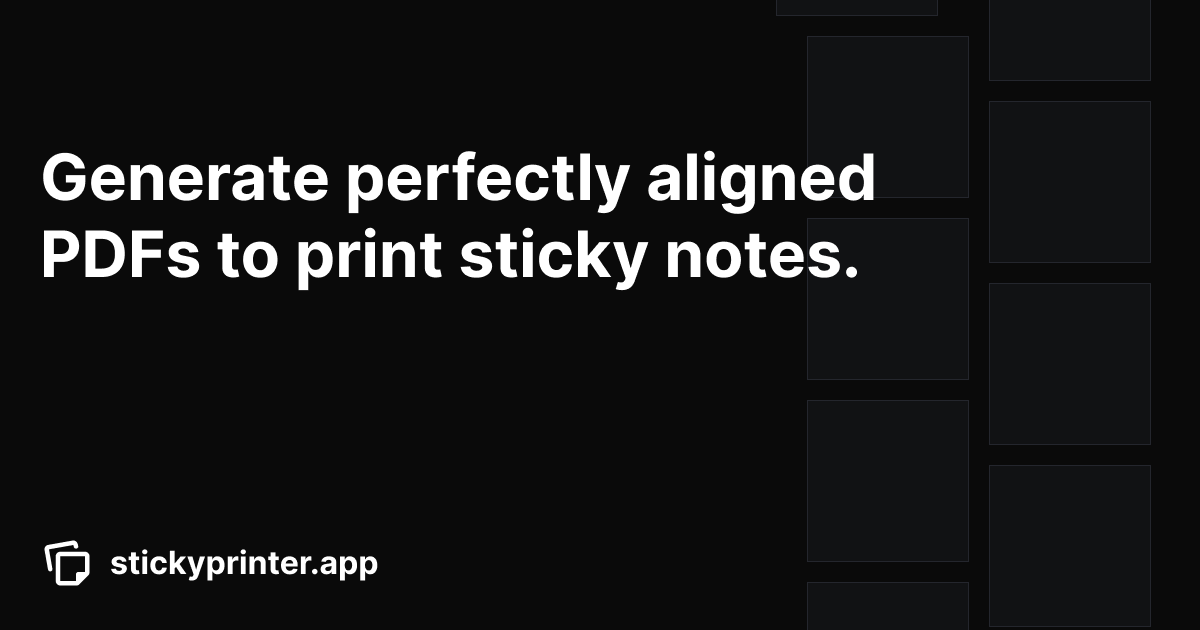 Generate perfectly aligned
PDFs to print sticky notes.
stickyprinter.app